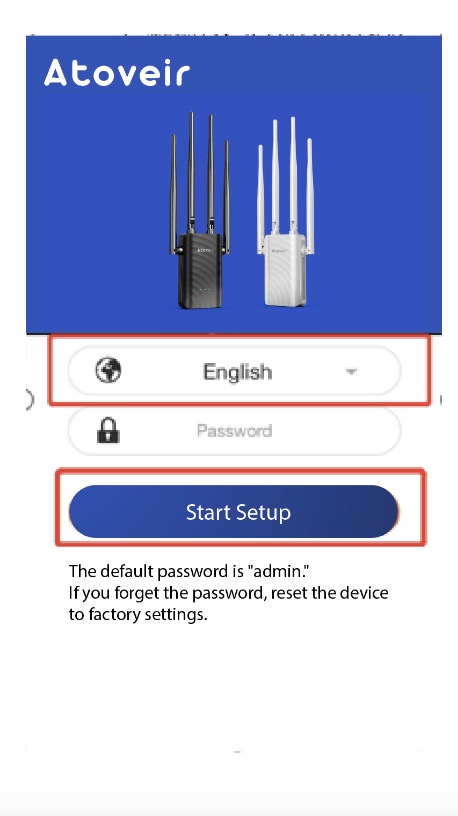 Atoveir
Atoveir
English
Password
Start Setup
The default password is "admin."
If you forget the password, reset the device
to factory settings.